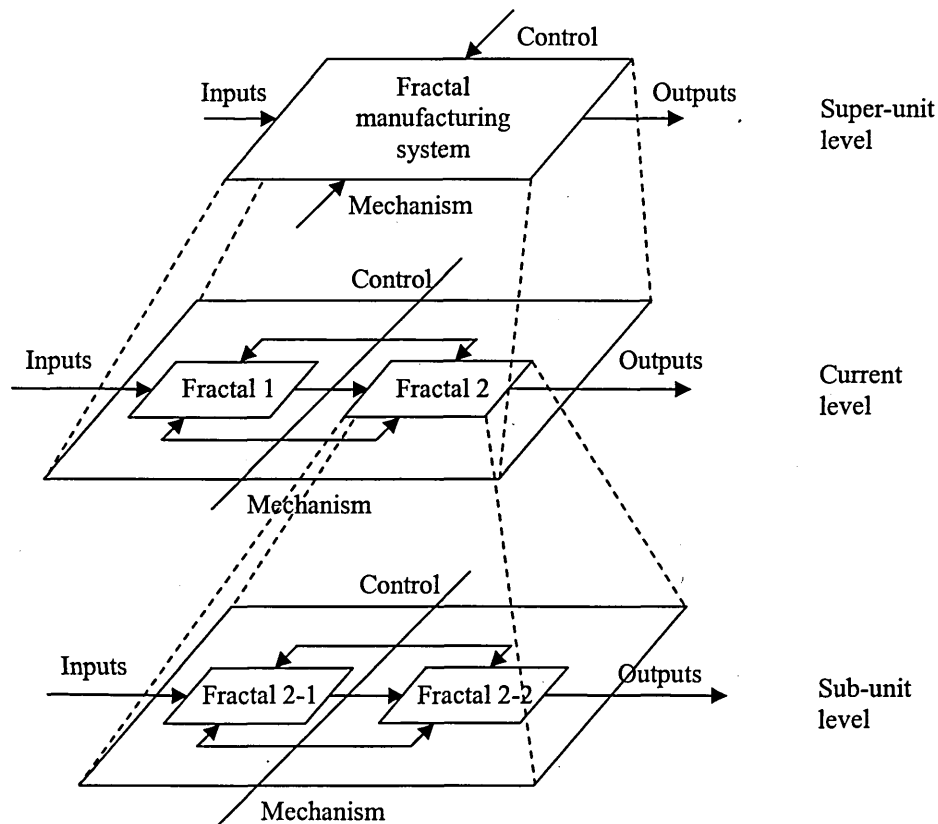 Control
Inputs
Fractal
manufacturing
system
Outputs
Super-unit
level
Mechanism
Control
Inputs
Fractal 1
Fractal 2
Outputs
Current
level
Mechanism
Control
Inputs
Fractal 2-1
Fractal 2-2
Outputs
Sub-unit
level
Mechanism